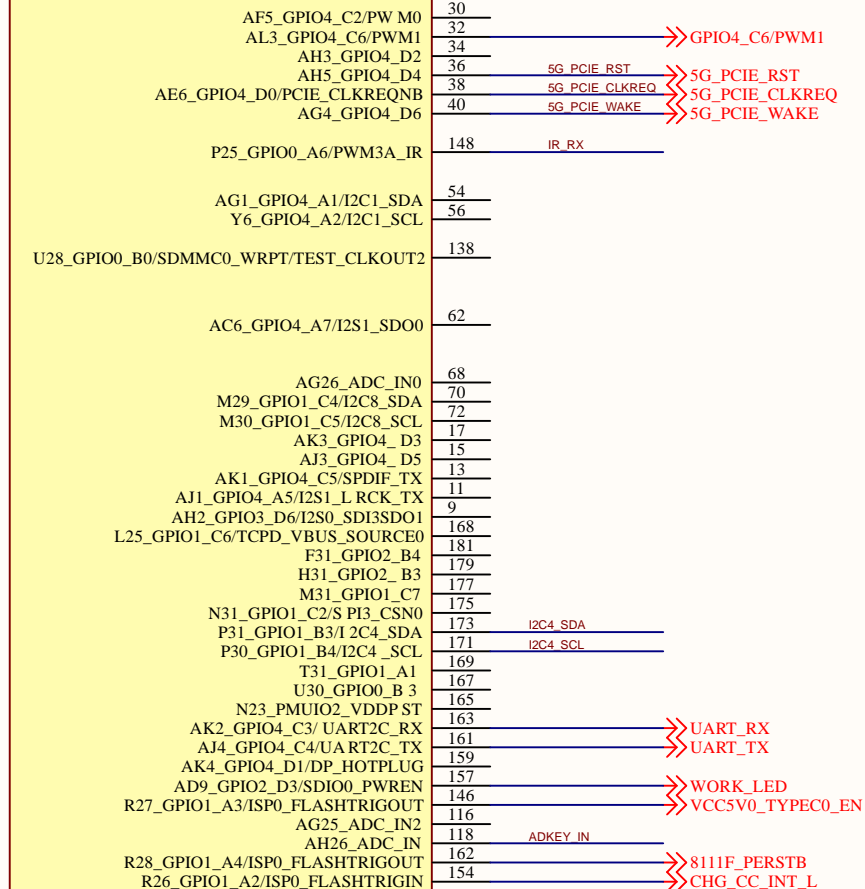 AF5_GPIO4_C2/PW M0 30
AL3_GPIO4_C6/PWM1 32 GPIO4_C6/PWM1
AH3_GPIO4_D2 34
AH5_GPIO4_D4 36 5G_PCIE_RST 5G_PCIE_RST
AE6_GPIO4_D0/PCIE_CLKREQNB 38 5G_PCIE_CLKREQ 5G_PCIE_CLKREQ
AG4_GPIO4_D6 40 5G_PCIE_WAKE 5G_PCIE_WAKE
P25_GPIO0_A6/PWM3A_IR 148 IR_RX
AG1_GPIO4_A1/I2C1_SDA 54
Y6_GPIO4_A2/I2C1_SCL 56
U28_GPIO0_B0/SDMMC0_WRPT/TEST_CLKOUT2 138
AC6_GPIO4_A7/I2S1_SDO0 62
AG26_ADC_IN0 68
M29_GPIO1_C4/I2C8_SDA 70
M30_GPIO1_C5/I2C8_SCL 72
AK3_GPIO4_ D3 17
AJ3_GPIO4_ D5 15
AK1_GPIO4_C5/SPDIF_TX 13
AJ1_GPIO4_A5/I2S1_L RCK_TX 11
AH2_GPIO3_D6/I2S0_SDI3SDO1 9
L25_GPIO1_C6/TCPD_VBUS_SOURCE0 168
F31_GPIO2_B4 181
H31_GPIO2_ B3 179
M31_GPIO1_C7 177
N31_GPIO1_C2/S PI3_CSN0 175
P31_GPIO1_B3/I 2C4_SDA 173 I2C4_SDA
P30_GPIO1_B4/I2C4 _SCL 171 I2C4_SCL
T31_GPIO1_A1 169
U30_GPIO0_B 3 167
N23_PMUIO2_VDDP ST 165
AK2_GPIO4_C3/ UART2C_RX 163 UART_RX
AJ4_GPIO4_C4/UA RT2C_TX 161 UART_TX
AK4_GPIO4_D1/DP_HOTPLUG 159
AD9_GPIO2_D3/SDIO0_PWREN 157 WORK_LED
R27_GPIO1_A3/ISP0_FLASHTRIGOUT 146 VCC5V0_TYPEC0_EN
AG25_ADC_IN2 116
AH26_ADC_IN 118 ADKEY_IN
R28_GPIO1_A4/ISP0_FLASHTRIGOUT 162 8111F_PERSTB
R26_GPIO1_A2/ISP0_FLASHTRIGIN 154 CHG_CC_INT_L